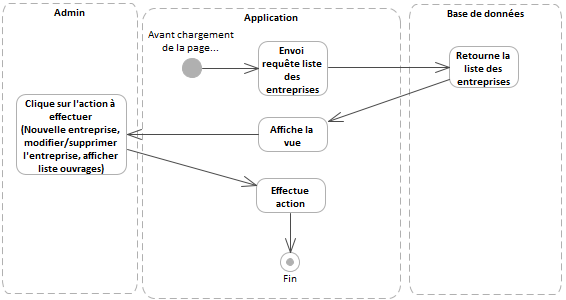 Admin
Application
Base de données
Avant chargement
de la page...
Envoi
requête liste
des
entreprises
Retourne la
liste des
entreprises
Clique sur l'action à
effectuer
(Nouvelle entreprise,
modifier/supprimer
l'entreprise, afficher
liste ouvrages)
Affiche la
vue
Effectue
action
Fin